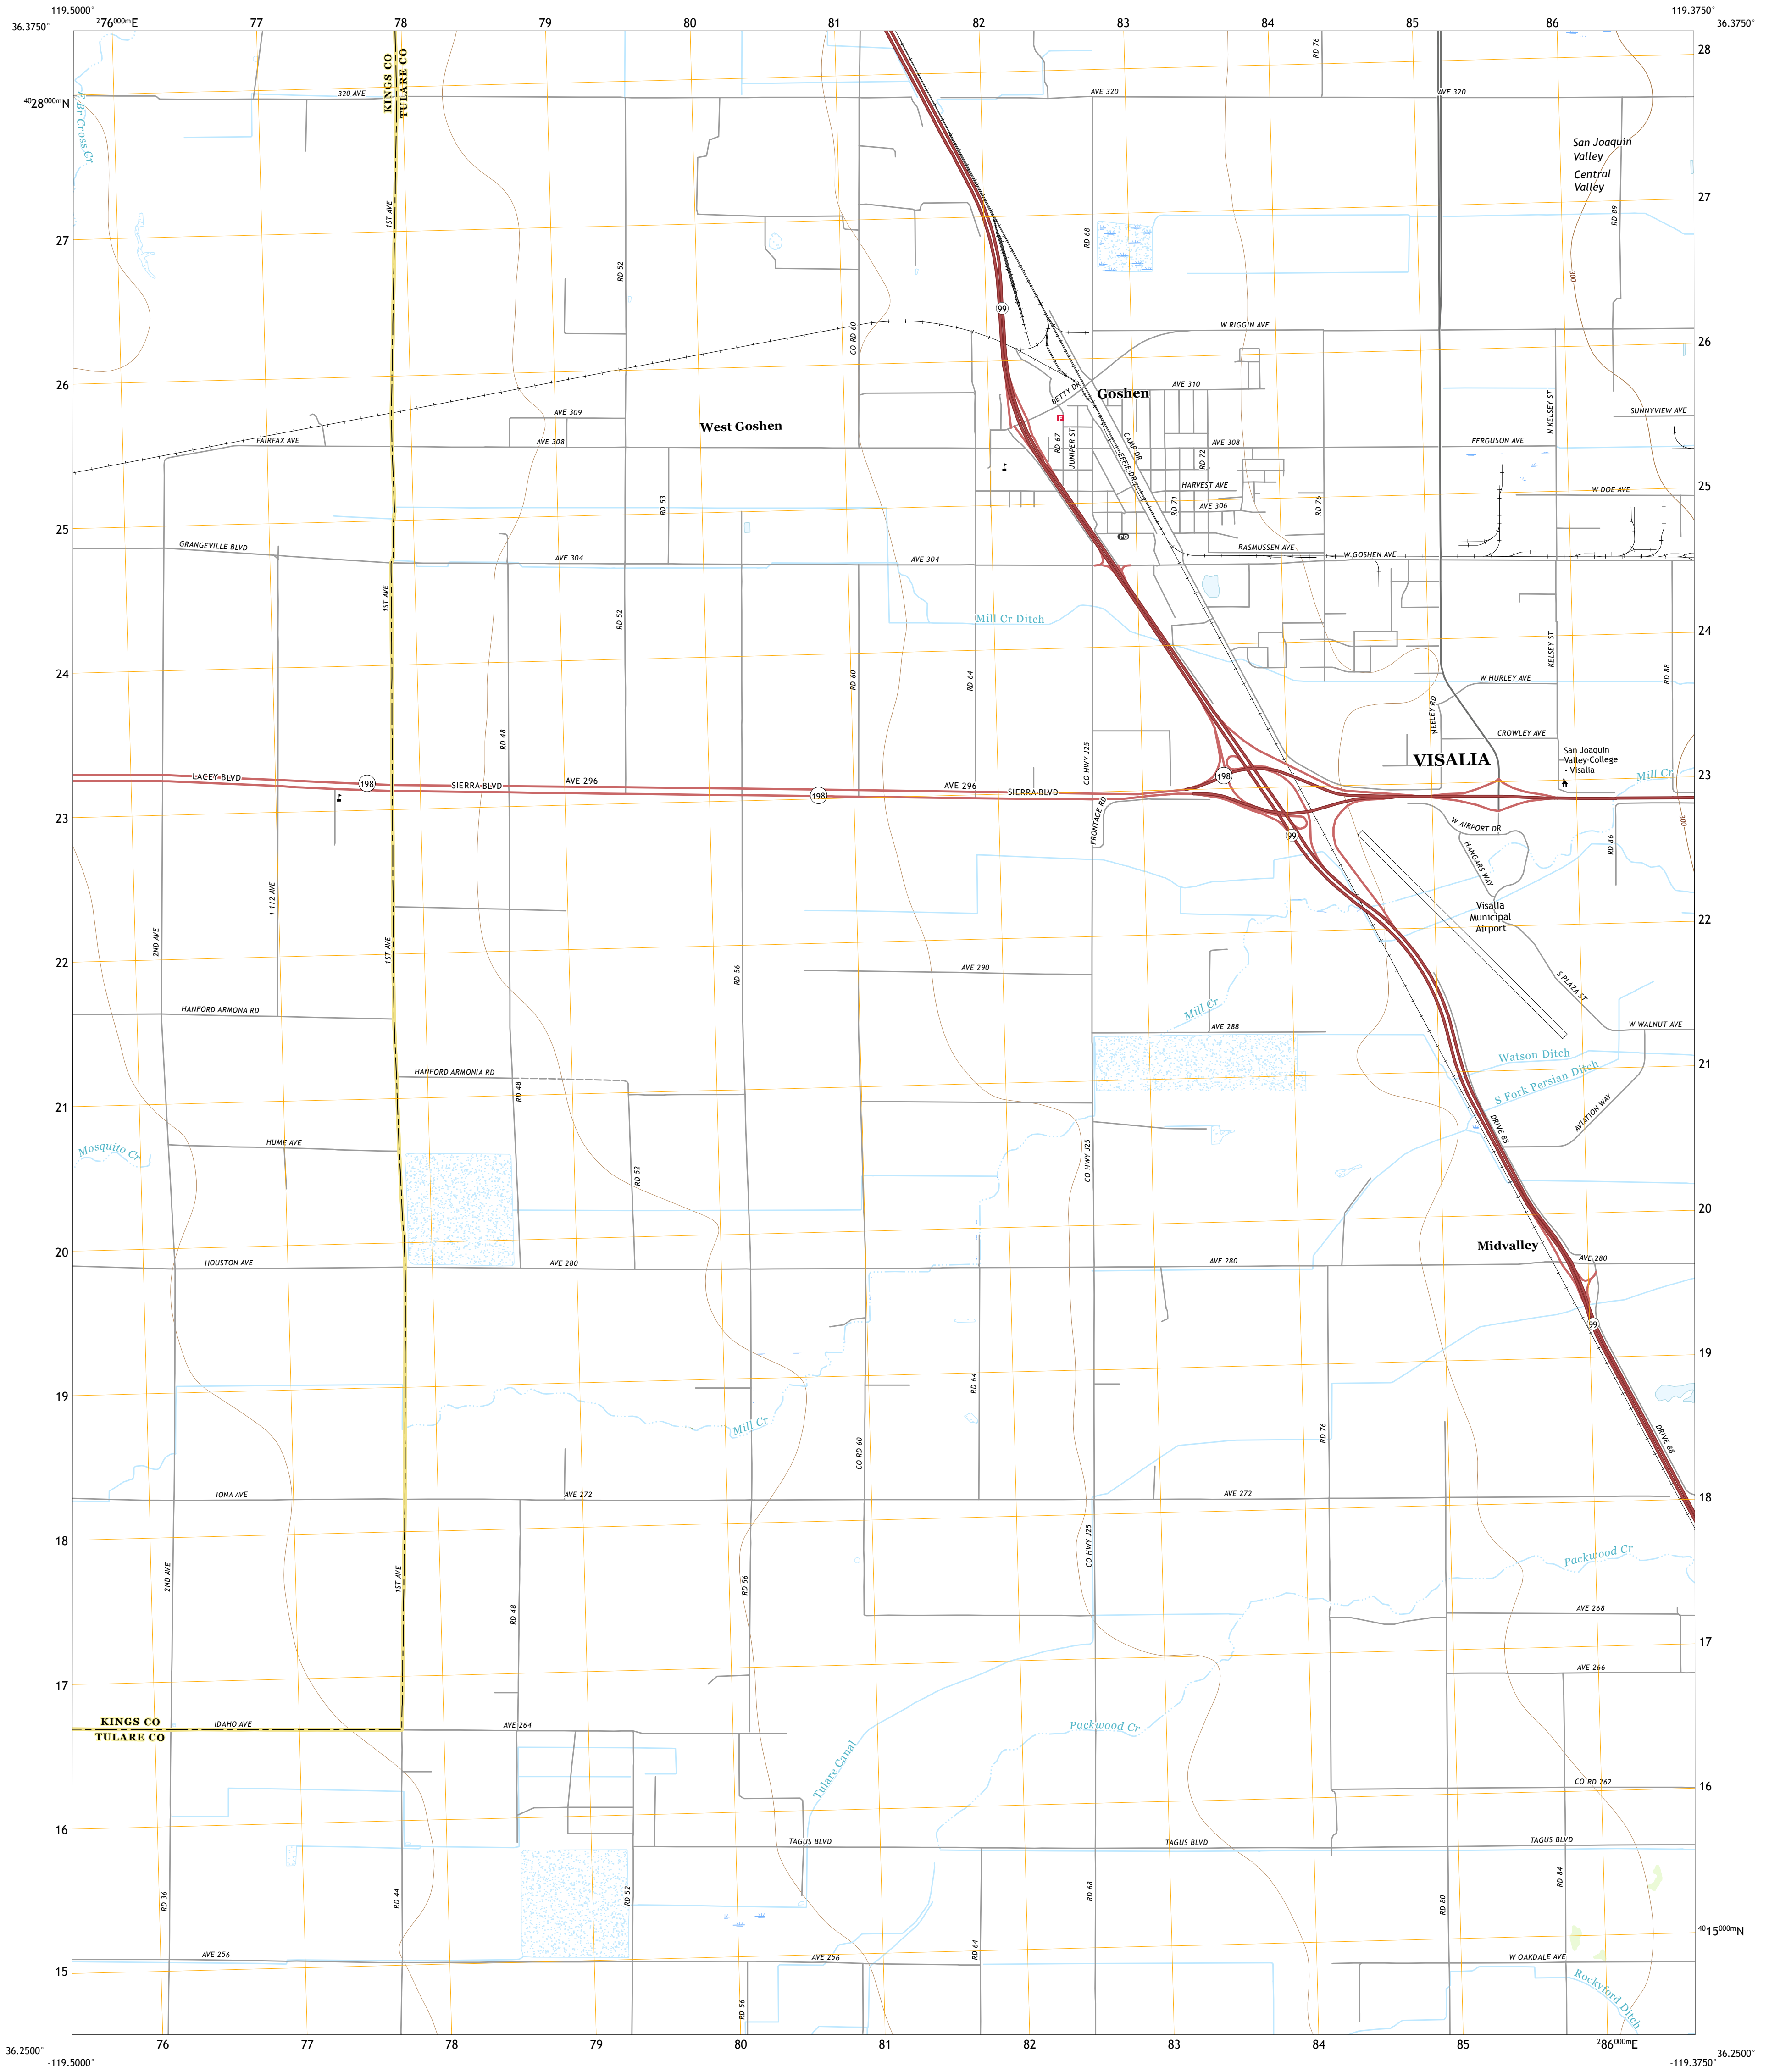 -119.5000°
-119.3750°
36.3750°
276000mE
77
78
79
80
81
82
83
84
85
86
36.3750°
KINGS CO
TULARE CO
RD 76
28
4028000mN
320 AVE
AVE 320
AVE 320
E Br Cross Cr
San Joaquin
Valley
Central
Valley
27
1ST AVE
RD 68
RD 89
27
RD 52
300
99
CO RD 60
W RIGGIN AVE
26
26
BETTY DR
AVE 310
Goshen
N KELSEY ST
AVE 309
West Goshen
F
SUNNYVIEW AVE
FAIRFAX AVE
AVE 308
RD 67
JUNIPER ST
CAMP DR
EFFIE DR
RD 72
AVE 308
FERGUSON AVE
HARVEST AVE
W DOE AVE
25
RD 53
RD 71
AVE 306
RD 76
25
PO
GRANGEVILLE BLVD
AVE 304
AVE 304
RASMUSSEN AVE
W GOSHEN AVE
1ST AVE
RD 52
Mill Cr Ditch
24
24
RD 60
RD 64
KELSEY ST
RD 88
W HURLEY AVE
RD 48
NEELEY RD
CO HWY J25
CROWLEY AVE
VISALIA
San Joaquin
Valley College
- Visalia
Mill Cr
23
LACEY BLVD
198
SIERRA BLVD
AVE 296
198
AVE 296
SIERRA BLVD
198
23
FRONTAGE RD
99
W AIRPORT DR
HANGARS WAY
RD 86
300
1 1/2 AVE
Visalia
Municipal
Airport
22
2ND AVE
1ST AVE
RD 56
AVE 290
22
S PLAZA ST
HANFORD ARMONA RD
Mill Cr
AVE 288
W WALNUT AVE
Watson Ditch
21
HANFORD ARMONIA RD
RD 48
S Fork Persian Ditch
21
DRIVE 85
AVIATION WAY
HUME AVE
Mosquito Cr
RD 52
CO HWY J25
20
Midvalley
20
HOUSTON AVE
AVE 280
AVE 280
AVE 280
99
19
RD 64
19
Mill Cr
RD 76
CO RD 60
DRIVE 88
IONA AVE
AVE 272
AVE 272
18
18
CO HWY J25
Packwood Cr
2ND AVE
1ST AVE
RD 48
RD 56
AVE 268
17
AVE 266
17
KINGS CO
TULARE CO
IDAHO AVE
AVE 264
Packwood Cr
Tulare Canal
CO RD 262
16
16
TAGUS BLVD
TAGUS BLVD
TAGUS BLVD
RD 36
RD 44
RD 52
RD 68
RD 80
RD 84
4015000mN
AVE 256
AVE 256
RD 64
W OAKDALE AVE
15
RD 56
Rockyford Ditch
36.2500°
76
77
78
79
80
81
82
83
84
85
286000mE
36.2500°
-119.5000°
-119.3750°